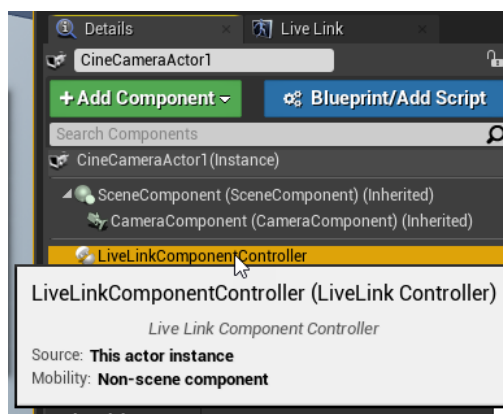 Details
Live Link
CineCameraActor1
+ Add Component
Blueprint/Add Script
Search Components
CineCameraActor1(Instance)
SceneComponent (SceneComponent) (Inherited)
CameraComponent (CameraComponent) (Inherited)
LiveLinkComponentController
LiveLinkComponentController (LiveLink Controller)
Live Link Component Controller
Source: This actor instance
Mobility: Non-scene component